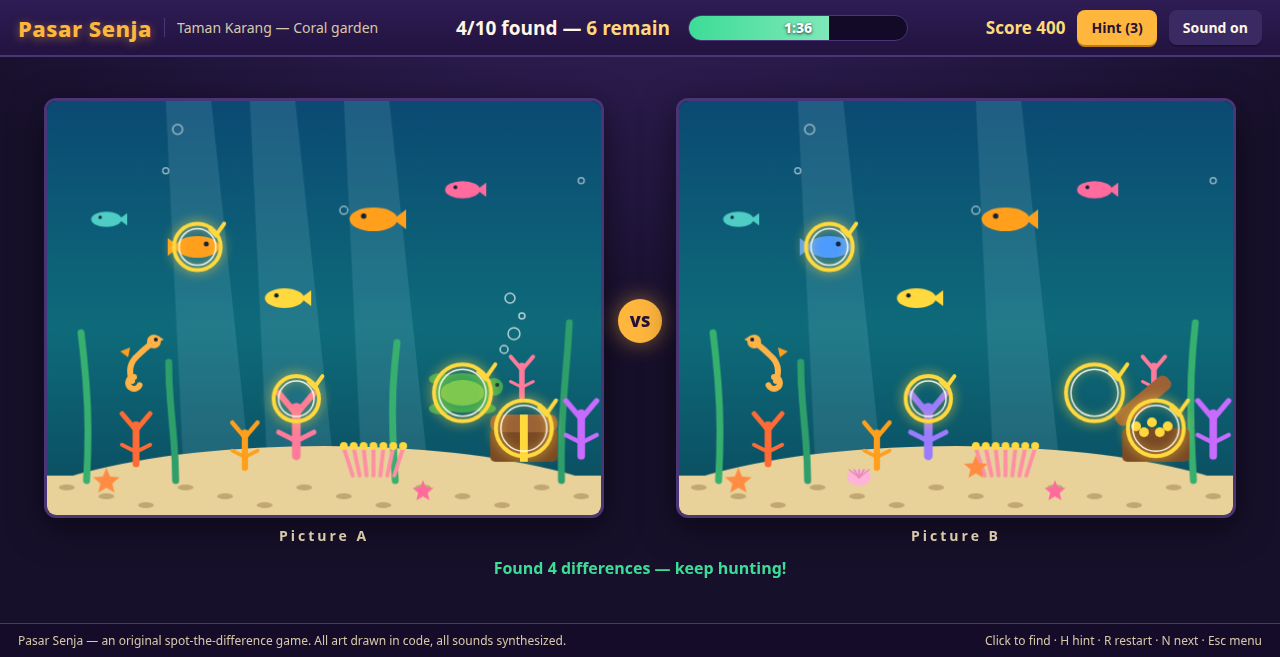 Pasar Senja
Taman Karang — Coral garden
4/10 found — 6 remain
1:36
Score 400
Hint (3)
Sound on
VS
Picture A
Picture B
Found 4 differences — keep hunting!
Pasar Senja — an original spot-the-difference game. All art drawn in code, all sounds synthesized.
Click to find · H hint · R restart · N next · Esc menu